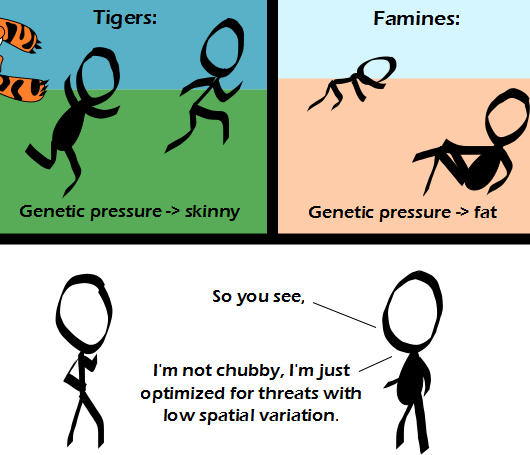 Tigers:
Famines:
Genetic pressure -> skinny
Genetic pressure -> fat
So you see,
I'm not chubby, I'm just
optimized for threats with
low spatial variation.